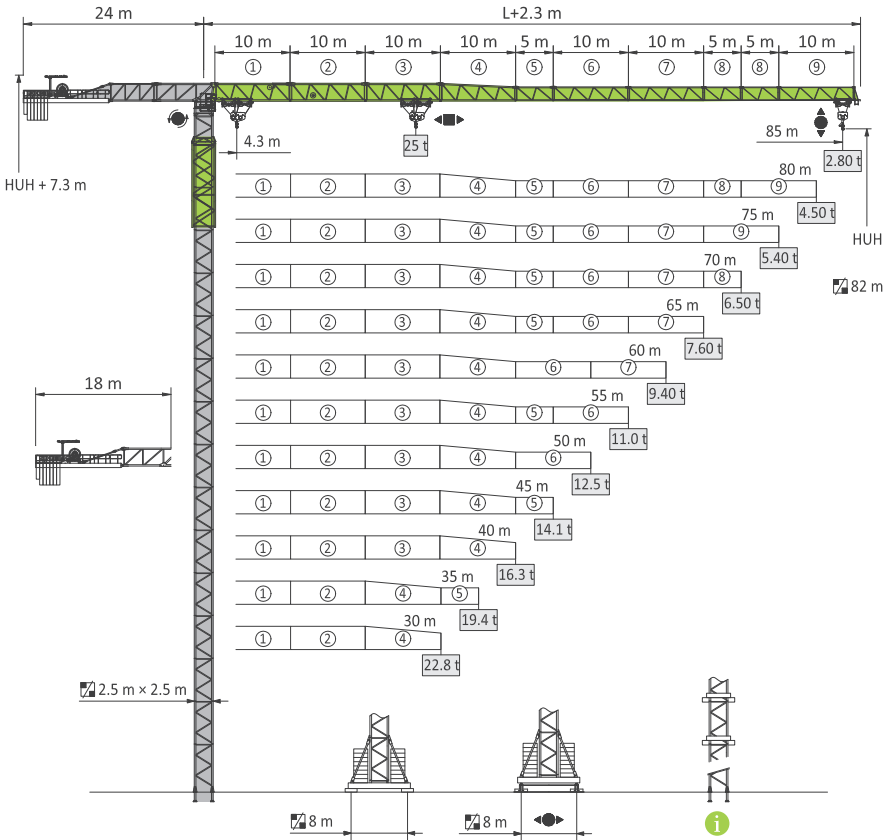 24 m
L+2.3 m
10 m 10 m 10 m 10 m 5 m 10 m 10 m 5 m 5 m 10 m
① ② ③ ④ ⑤ ⑥ ⑦ ⑧ ⑧ ⑨
4.3 m
25 t
85 m
2.80 t
HUH + 7.3 m
HUH
82 m
80 m
① ② ③ ④ ⑤ ⑥ ⑦ ⑧ ⑨
4.50 t
75 m
① ② ③ ④ ⑤ ⑥ ⑦ ⑨
5.40 t
70 m
① ② ③ ④ ⑤ ⑥ ⑦ ⑧
6.50 t
65 m
① ② ③ ④ ⑤ ⑥ ⑦
7.60 t
60 m
① ② ③ ④ ⑥ ⑦
9.40 t
18 m
55 m
① ② ③ ④ ⑤ ⑥
11.0 t
50 m
① ② ③ ④ ⑥
12.5 t
45 m
① ② ③ ④ ⑤
14.1 t
40 m
① ② ③ ④
16.3 t
35 m
① ② ④ ⑤
19.4 t
30 m
① ② ④
22.8 t
2.5 m × 2.5 m
8 m
8 m
i